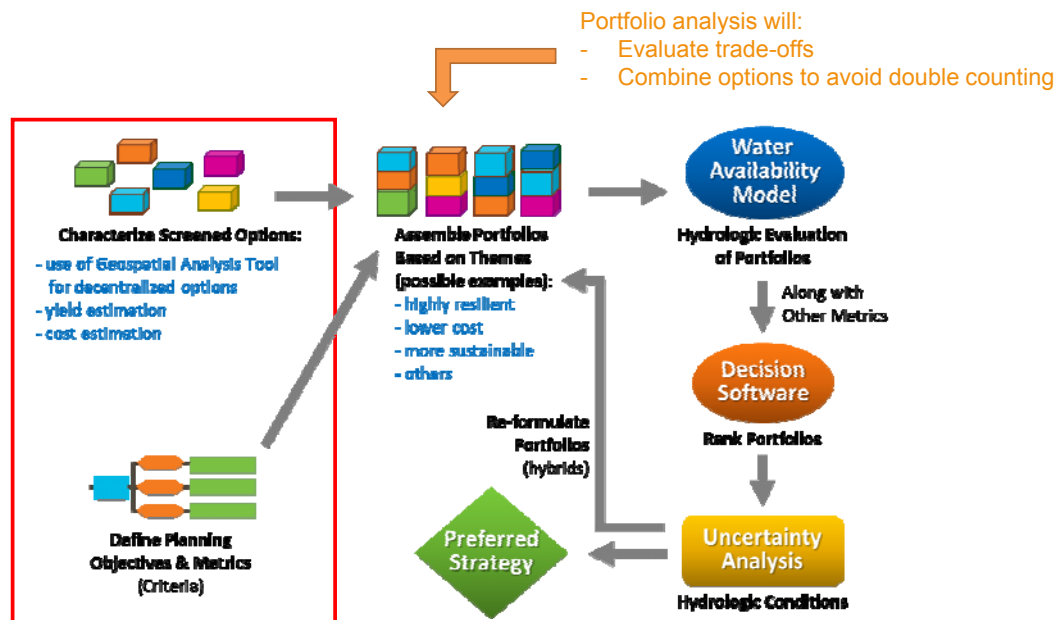 Portfolio analysis will:
- Evaluate trade-offs
- Combine options to avoid double counting
Characterize Screened Options:
- use of Geospatial Analysis Tool
for decentralized options
- yield estimation
- cost estimation
Define Planning
Objectives & Metrics
(Criteria)
Assemble Portfolios
Based on Themes
(possible examples):
- highly resilient
- lower cost
- more sustainable
- others
Water
Availability
Model
Hydrologic Evaluation
of Portfolios
Along with
Other Metrics
Decision
Software
Rank Portfolios
Re-formulate
Portfolios
(hybrids)
Uncertainty
Analysis
Hydrologic Conditions
Preferred
Strategy